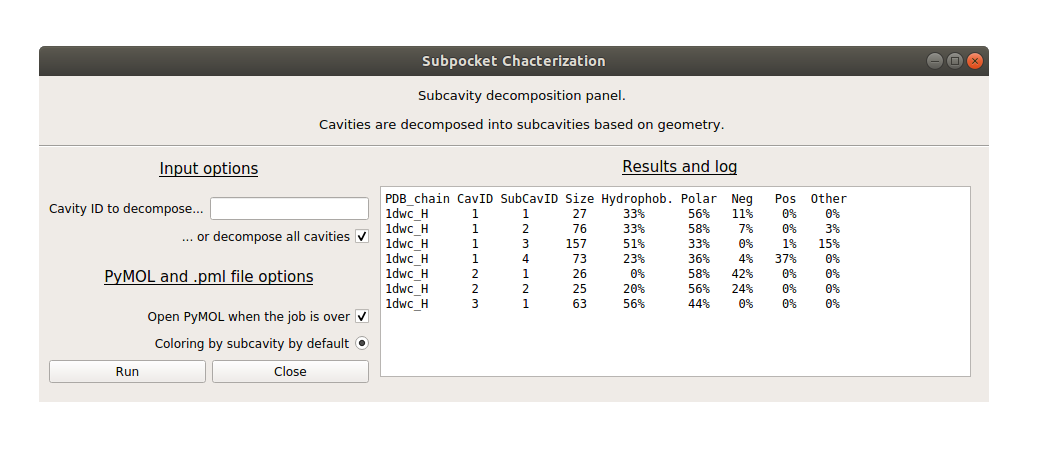 Subpocket Chacterization
Subcavity decomposition panel.
Cavities are decomposed into subcavities based on geometry.
Input options
Cavity ID to decompose...
... or decompose all cavities
PyMOL and .pml file options
Open PyMOL when the job is over
Coloring by subcavity by default
Run Close
Results and log
PDB_chain CavID SubCavID Size Hydrophob. Polar Neg Pos Other
1dwc_H 1 1 27 33% 56% 11% 0% 0%
1dwc_H 1 2 76 33% 58% 7% 0% 3%
1dwc_H 1 3 157 51% 33% 0% 1% 15%
1dwc_H 1 4 73 23% 36% 4% 37% 0%
1dwc_H 2 1 26 0% 58% 42% 0% 0%
1dwc_H 2 2 25 20% 56% 24% 0% 0%
1dwc_H 3 1 63 56% 44% 0% 0% 0%